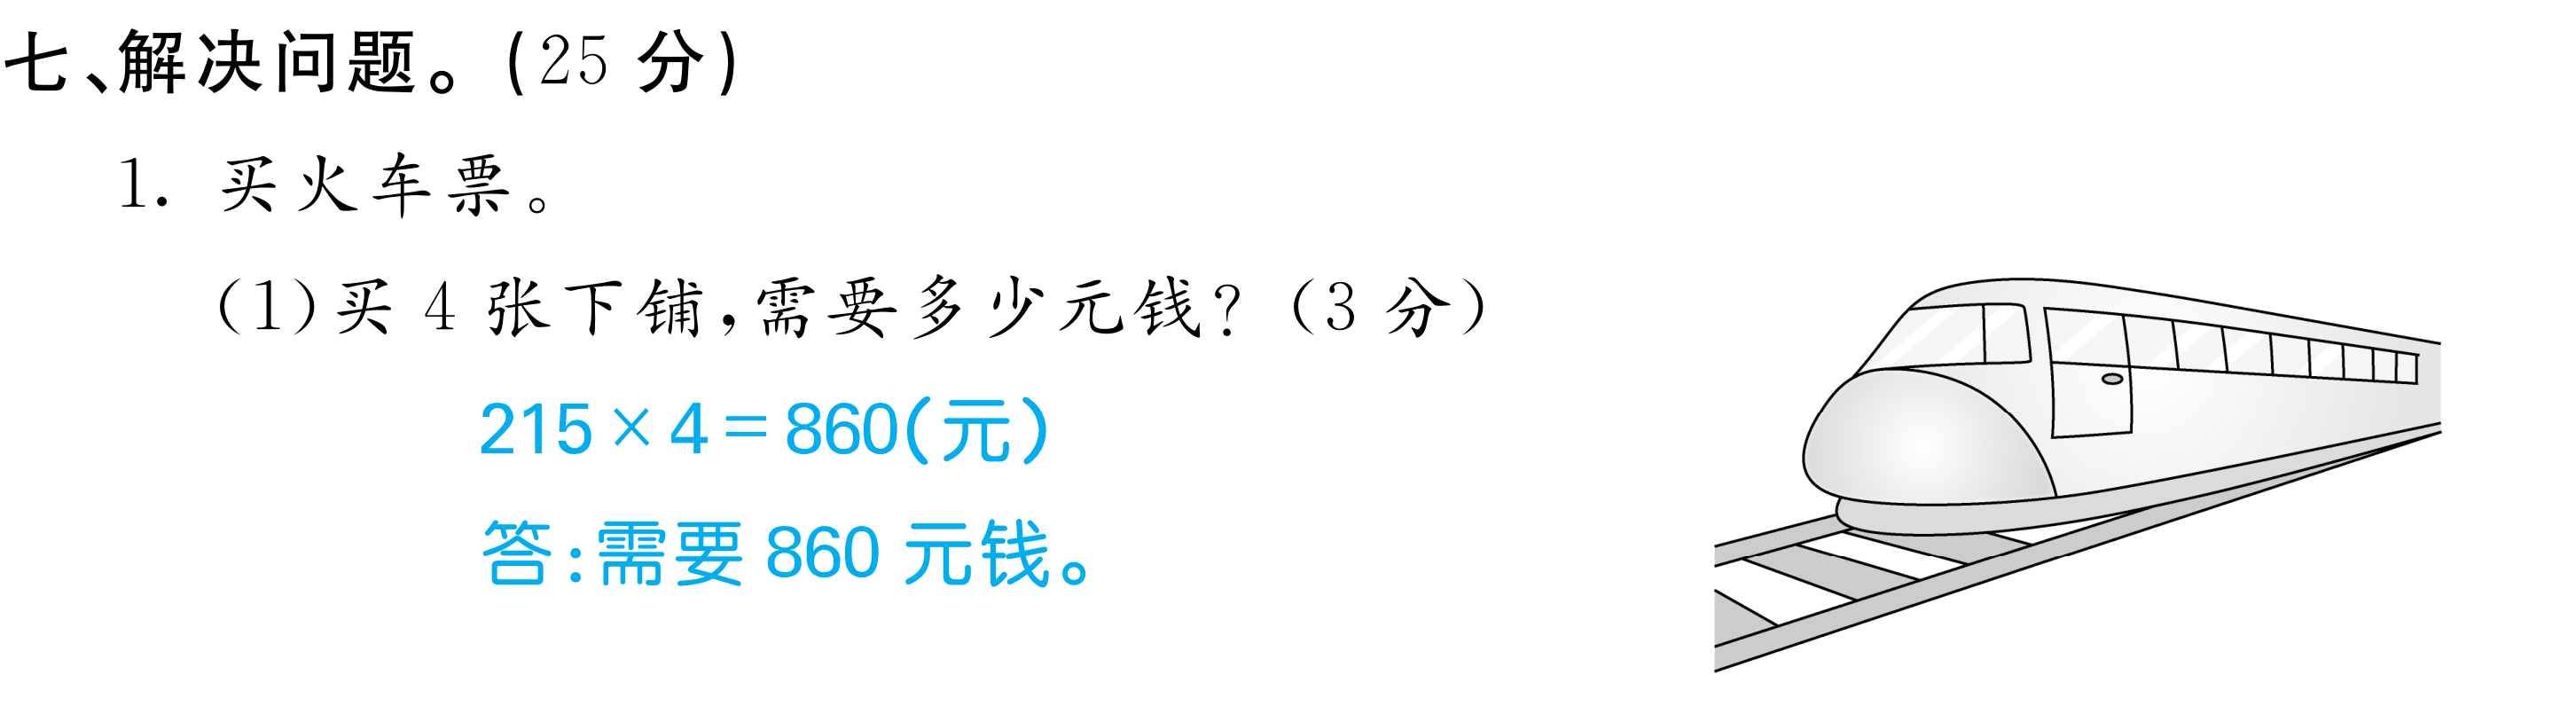 七、解决问题。(25 分)
1. 买火车票。
(1)买 4 张下铺,需要多少元钱?(3 分)
215×4=860(元)
答:需要 860 元钱。